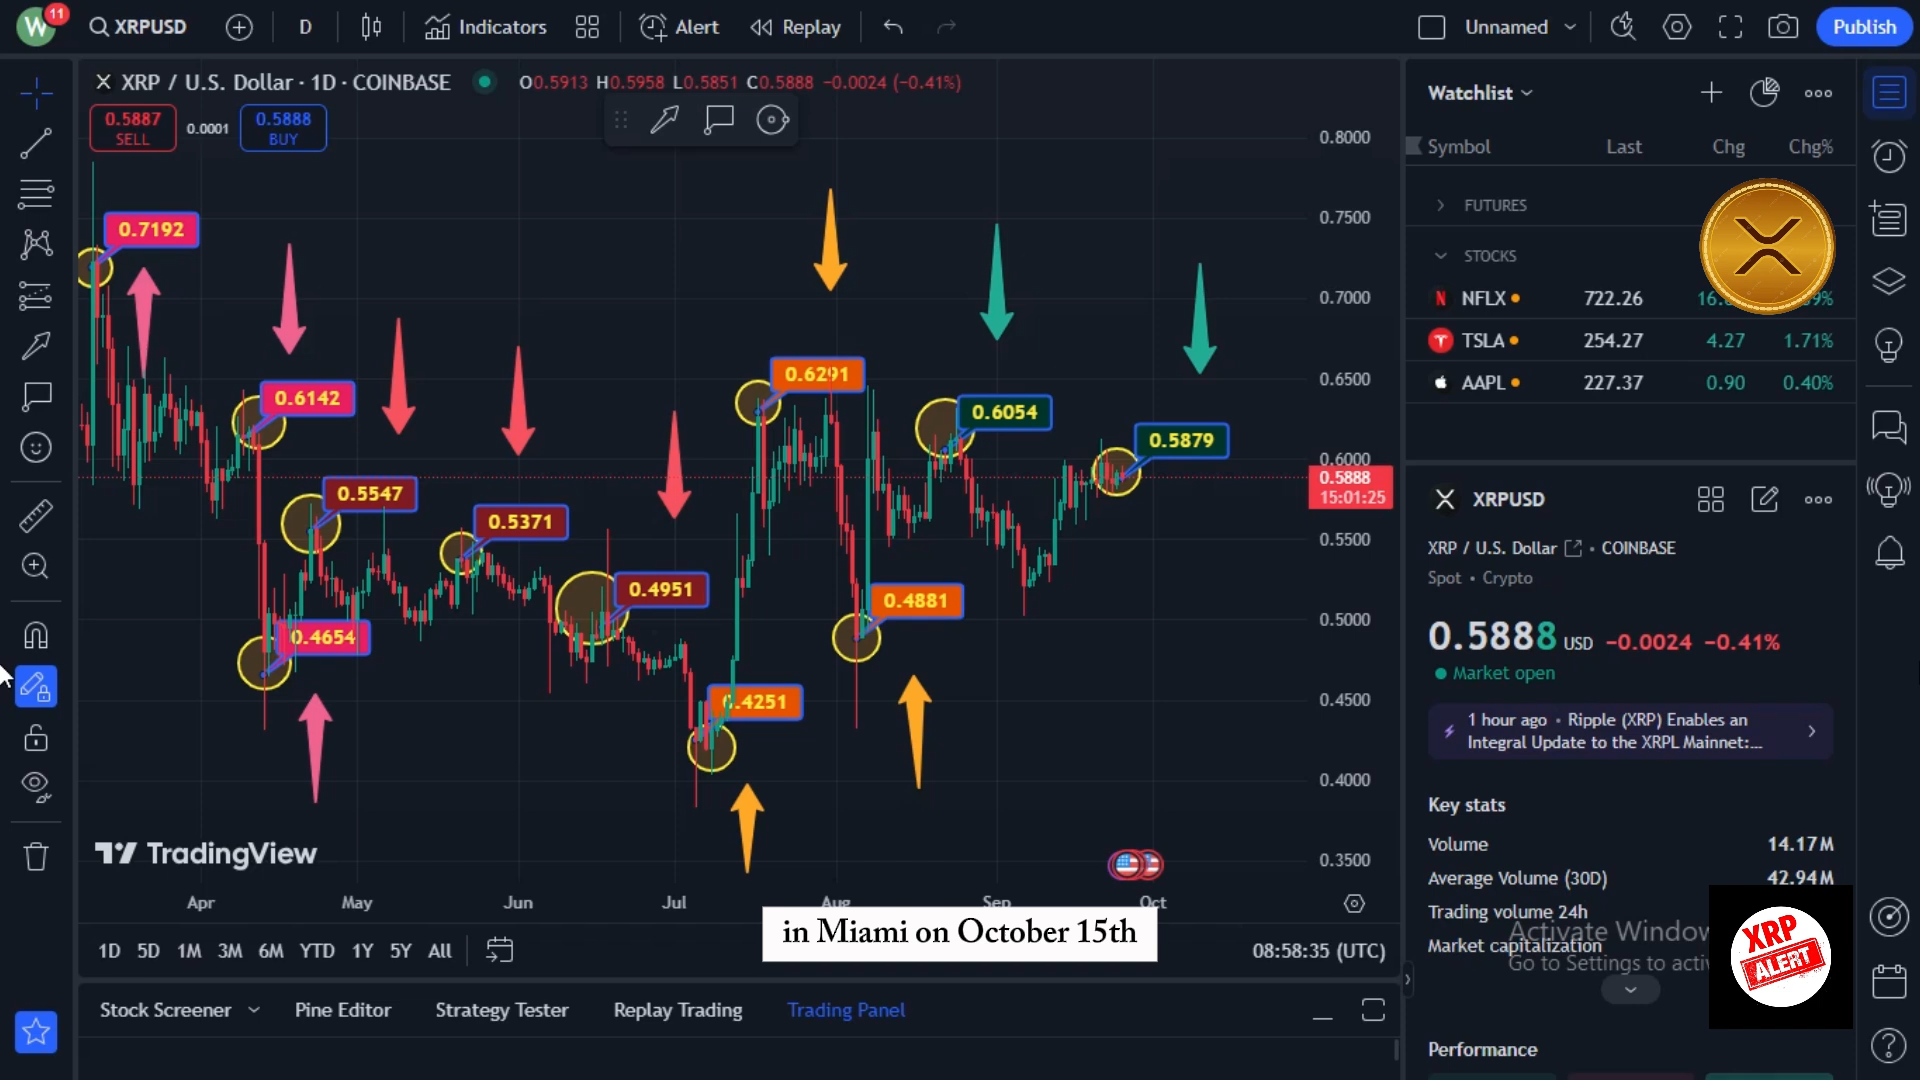 W
11
XRPUSD
D
Indicators
Alert
Replay
Unnamed
Publish
XRP / U.S. Dollar · 1D · COINBASE
O0.5913 H0.5958 L0.5851 C0.5888 −0.0024 (−0.41%)
0.5887
SELL
0.0001
0.5888
BUY
0.7192
0.6142
0.5547
0.4654
0.5371
0.4951
0.4251
0.6291
0.4881
0.6054
0.5879
0.8000
0.7500
0.7000
0.6500
0.6000
0.5888
15:01:25
0.5500
0.5000
0.4500
0.4000
0.3500
TradingView
Apr
May
Jun
Jul
Aug
Sep
Oct
in Miami on October 15th
1D 5D 1M 3M 6M YTD 1Y 5Y All
08:58:35 (UTC)
Stock Screener
Pine Editor
Strategy Tester
Replay Trading
Trading Panel
Watchlist
Symbol Last Chg Chg%
FUTURES
STOCKS
NFLX 722.26
TSLA 254.27 4.27 1.71%
AAPL 227.37 0.90 0.40%
XRPUSD
XRP / U.S. Dollar • COINBASE
Spot • Crypto
0.5888 USD −0.0024 −0.41%
Market open
1 hour ago • Ripple (XRP) Enables an
Integral Update to the XRPL Mainnet:...
Key stats
Volume 14.17M
Average Volume (30D) 42.94M
Trading volume 24h
Market capitalization
Activate Window
Go to Settings to acti
XRP
ALERT
Performance